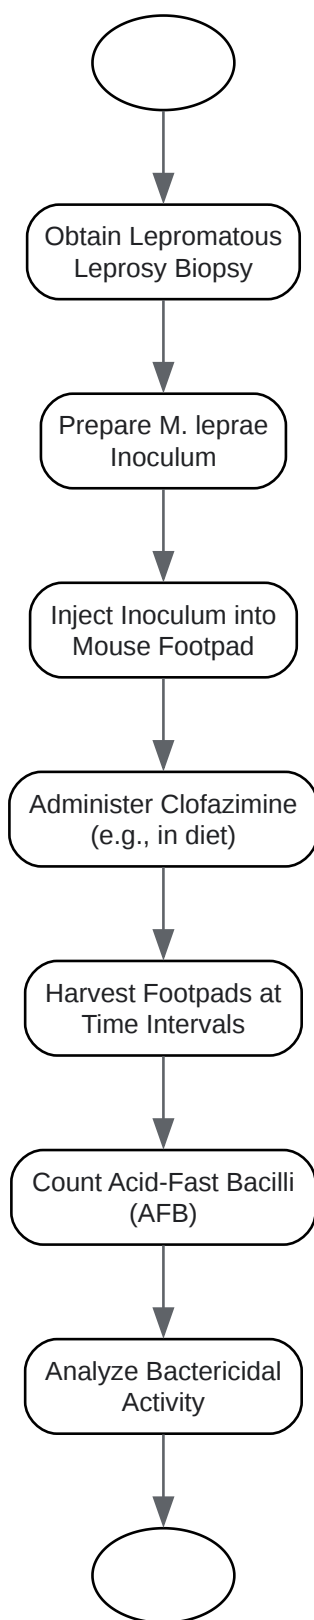 Obtain Lepromatous
Leprosy Biopsy
Prepare M. leprae
Inoculum
Inject Inoculum into
Mouse Footpad
Administer Clofazimine
(e.g., in diet)
Harvest Footpads at
Time Intervals
Count Acid-Fast Bacilli
(AFB)
Analyze Bactericidal
Activity